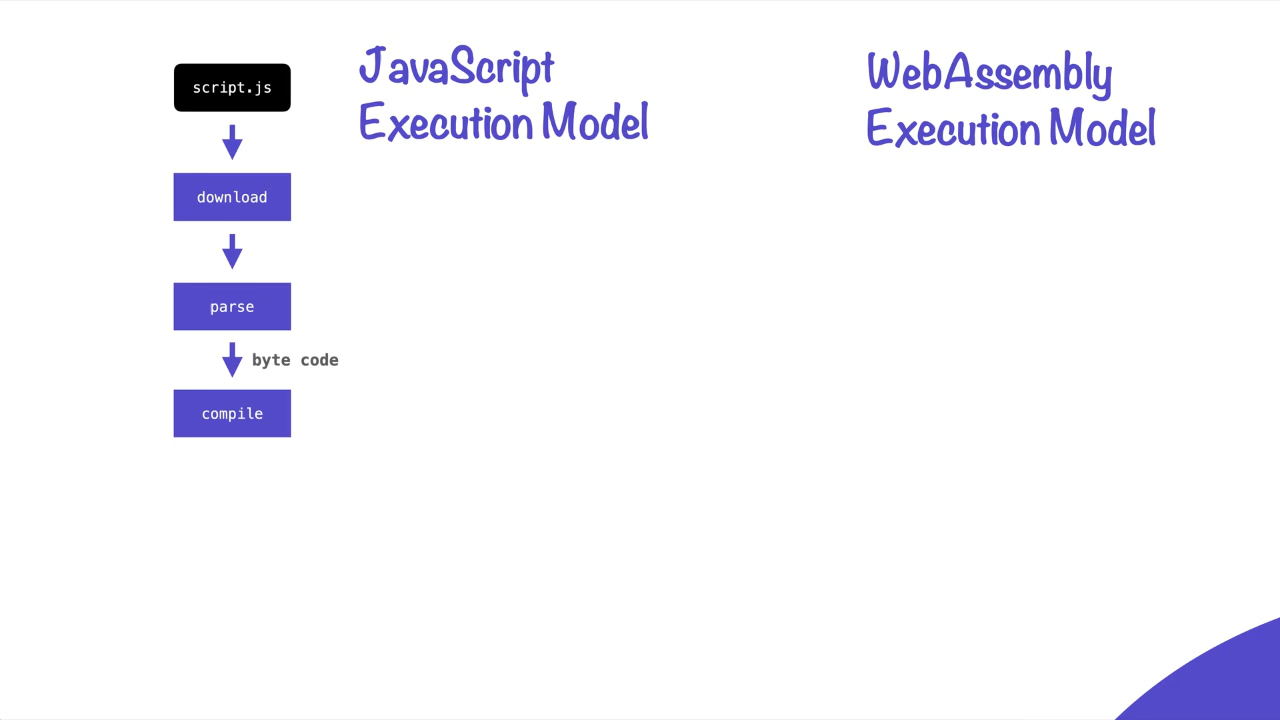 script.js
JavaScript
Execution Model
WebAssembly
Execution Model
download
parse
byte code
compile